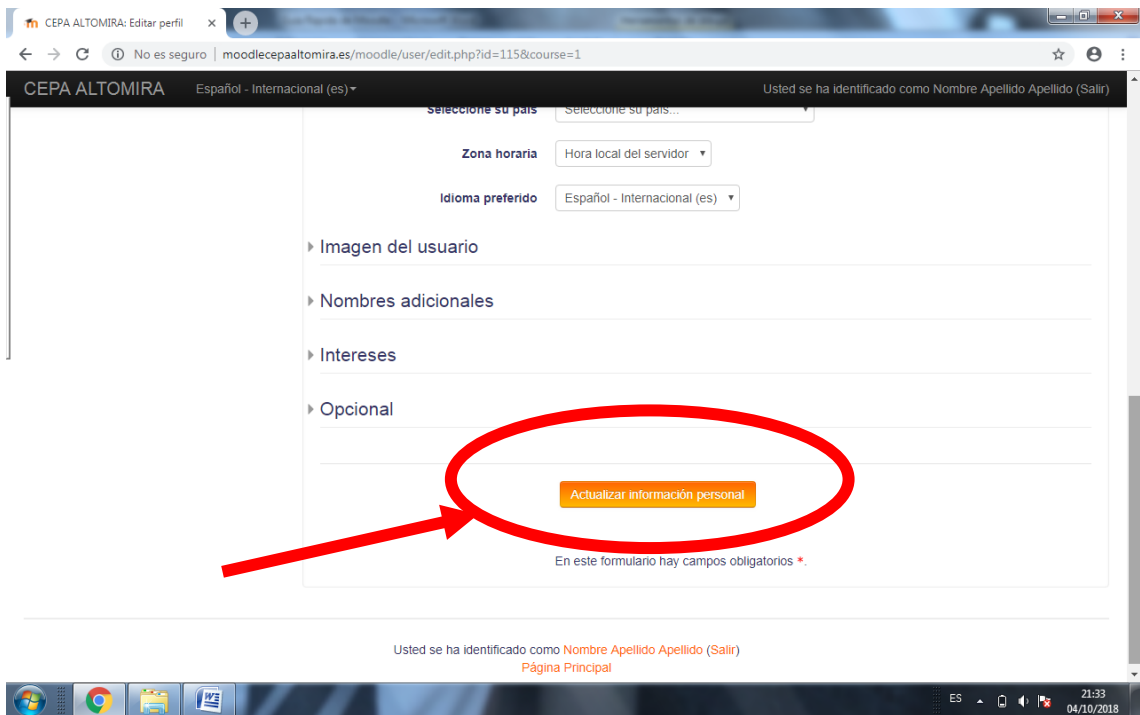 CEPA ALTOMIRA: Editar perfil
No es seguro | moodlecepaaltomira.es/moodle/user/edit.php?id=115&course=1
CEPA ALTOMIRA Español - Internacional (es) Usted se ha identificado como Nombre Apellido Apellido (Salir)
Seleccione su país Seleccione su país...
Zona horaria Hora local del servidor
Idioma preferido Español - Internacional (es)
Imagen del usuario
Nombres adicionales
Intereses
Opcional
Actualizar información personal
En este formulario hay campos obligatorios *.
Usted se ha identificado como Nombre Apellido Apellido (Salir)
Página Principal
ES 21:33
04/10/2018